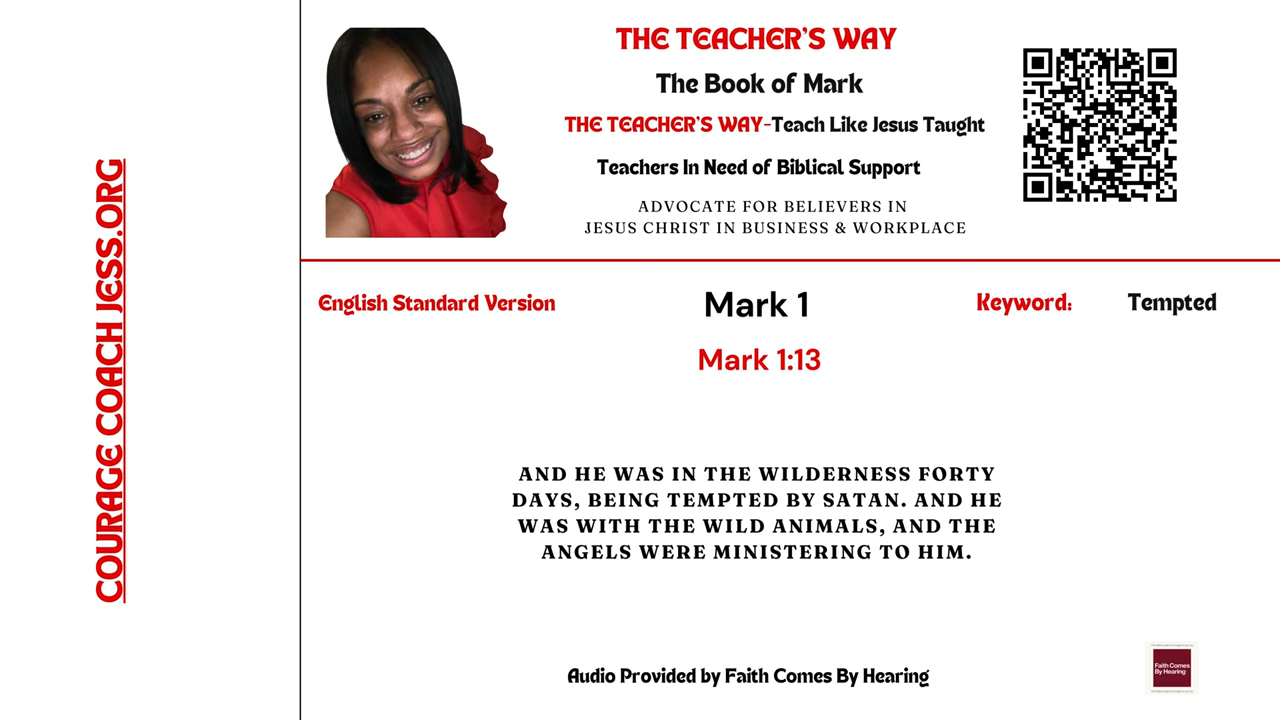 COURAGE COACH JESS.ORG
THE TEACHER'S WAY
The Book of Mark
THE TEACHER'S WAY-Teach Like Jesus Taught
Teachers In Need of Biblical Support
ADVOCATE FOR BELIEVERS IN
JESUS CHRIST IN BUSINESS & WORKPLACE
English Standard Version
Mark 1
Keyword:
Tempted
Mark 1:13
AND HE WAS IN THE WILDERNESS FORTY
DAYS, BEING TEMPTED BY SATAN. AND HE
WAS WITH THE WILD ANIMALS, AND THE
ANGELS WERE MINISTERING TO HIM.
Audio Provided by Faith Comes By Hearing
Faith Comes
By Hearing